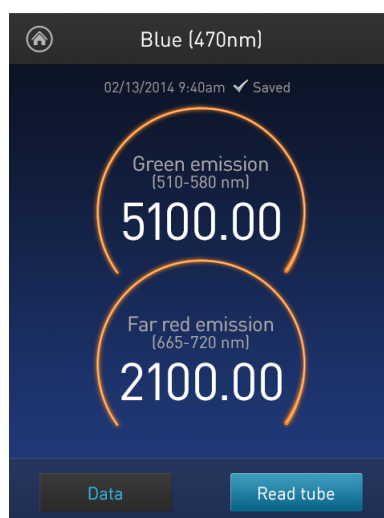 Blue (470nm)
02/13/2014 9:40am ✔ Saved
Green emission
(510-580 nm)
5100.00
Far red emission
(665-720 nm)
2100.00
Data
Read tube